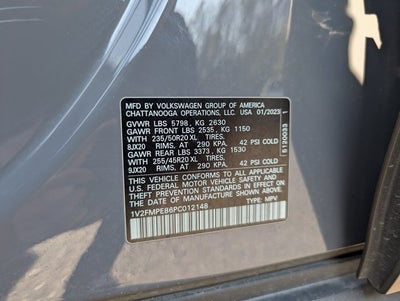 MFD BY VOLKSWAGEN GROUP OF AMERICA
CHATTANOOGA OPERATIONS, LLC. USA 01/2023
GVWR LBS 5798, KG 2630
GAWR FRONT LBS 2535, KG 1150
WITH 235/50R20 XL TIRES,
8JX20 RIMS, AT 290 KPA, 42 PSI COLD
GAWR REAR LBS 3373, KG 1530
WITH 255/45R20 XL TIRES,
9JX20 RIMS, AT 290 KPA, 42 PSI COLD
THIS VEHICLE CONFORMS TO ALL APPLICABLE
U.S. FEDERAL MOTOR VEHICLE SAFETY AND
THEFT PREVENTION STANDARDS IN EFFECT ON
THE DATE OF MANUFACTURE SHOWN ABOVE.
1V2FMPE86PC012148 TYPE: MPV
5120033 1